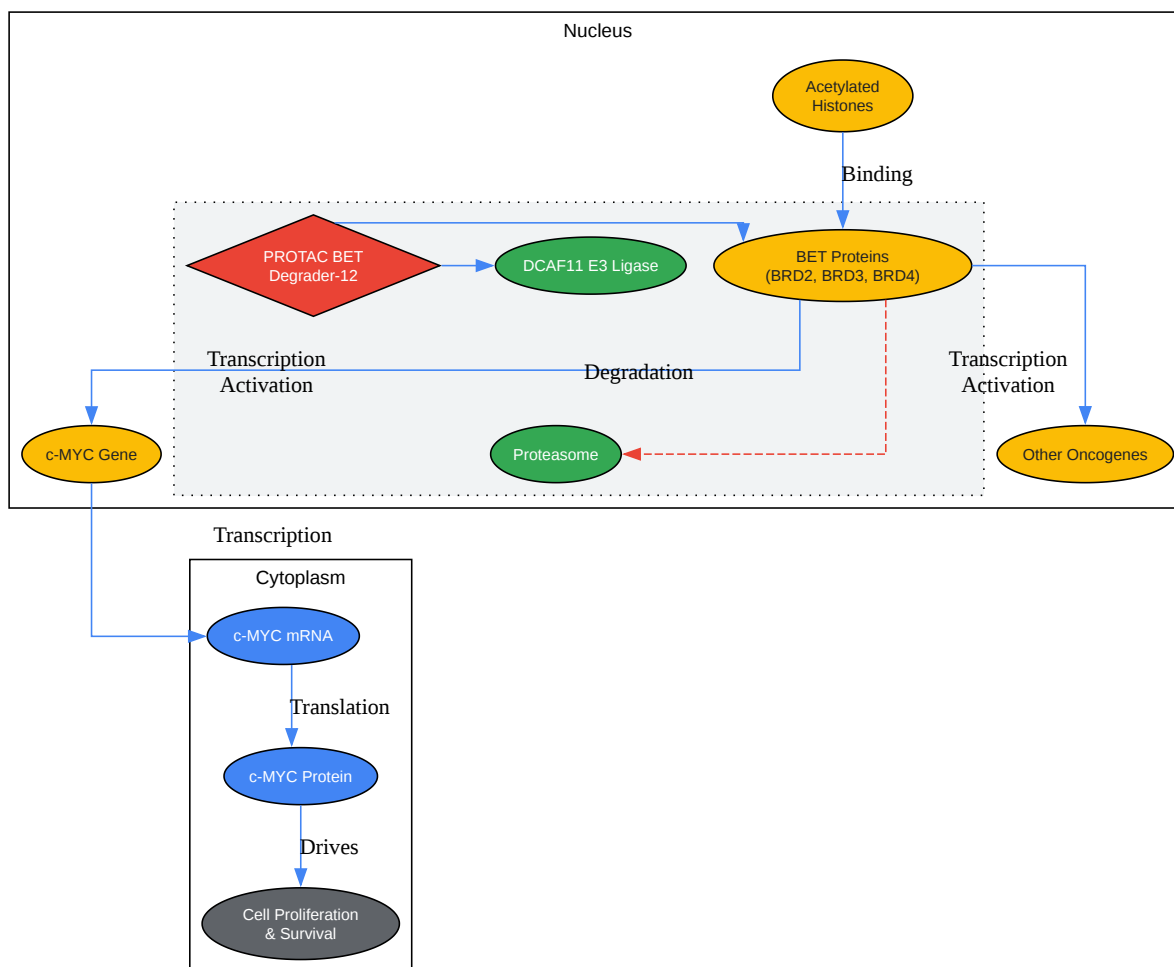 Nucleus
Acetylated
Histones
Binding
PROTAC BET
Degrader-12
DCAF11 E3 Ligase
BET Proteins
(BRD2, BRD3, BRD4)
Transcription
Activation
Degradation
Transcription
Activation
c-MYC Gene
Proteasome
Other Oncogenes
Transcription
Cytoplasm
c-MYC mRNA
Translation
c-MYC Protein
Drives
Cell Proliferation
& Survival